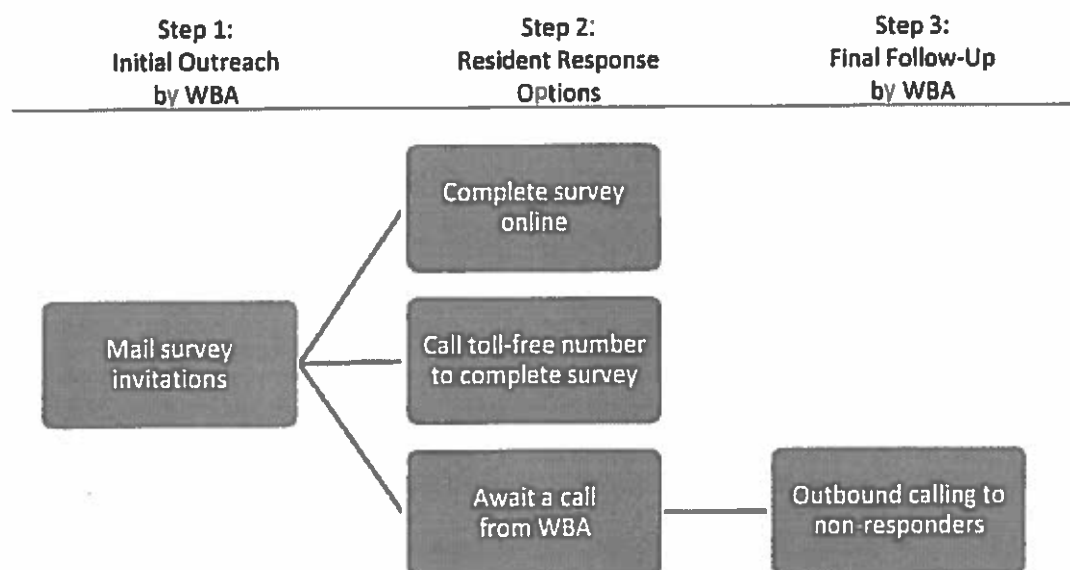 Step 1:
Initial Outreach
by WBA
Step 2:
Resident Response
Options
Step 3:
Final Follow-Up
by WBA
Complete survey
online
Mail survey
invitations
Call toll-free number
to complete survey
Await a call
from WBA
Outbound calling to
non-responders